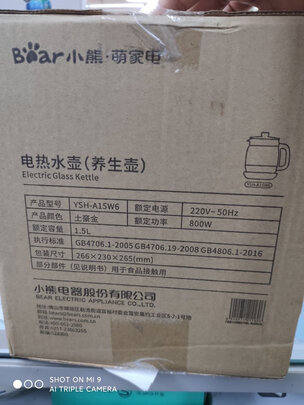 Bear小熊·萌家电
电热水壶(养生壶)
Electric Glass Kettle
YSH-A15W6
产品型号 YSH-A15W6 额定电源 220V~50Hz
产品颜色 土豪金 额定功率 800W
额定容量 1.5L
执行标准 GB4706.1-2005 GB4706.19-2008 GB4806.1-2016
包装尺寸 266×230×265(mm)
部分部件 (见说明书) 用于食品接触用
小熊电器股份有限公司
BEAR ELECTRIC APPLIANCE CO.,LTD.
SHOT ON MI 9
AI TRIPLE CAMERA